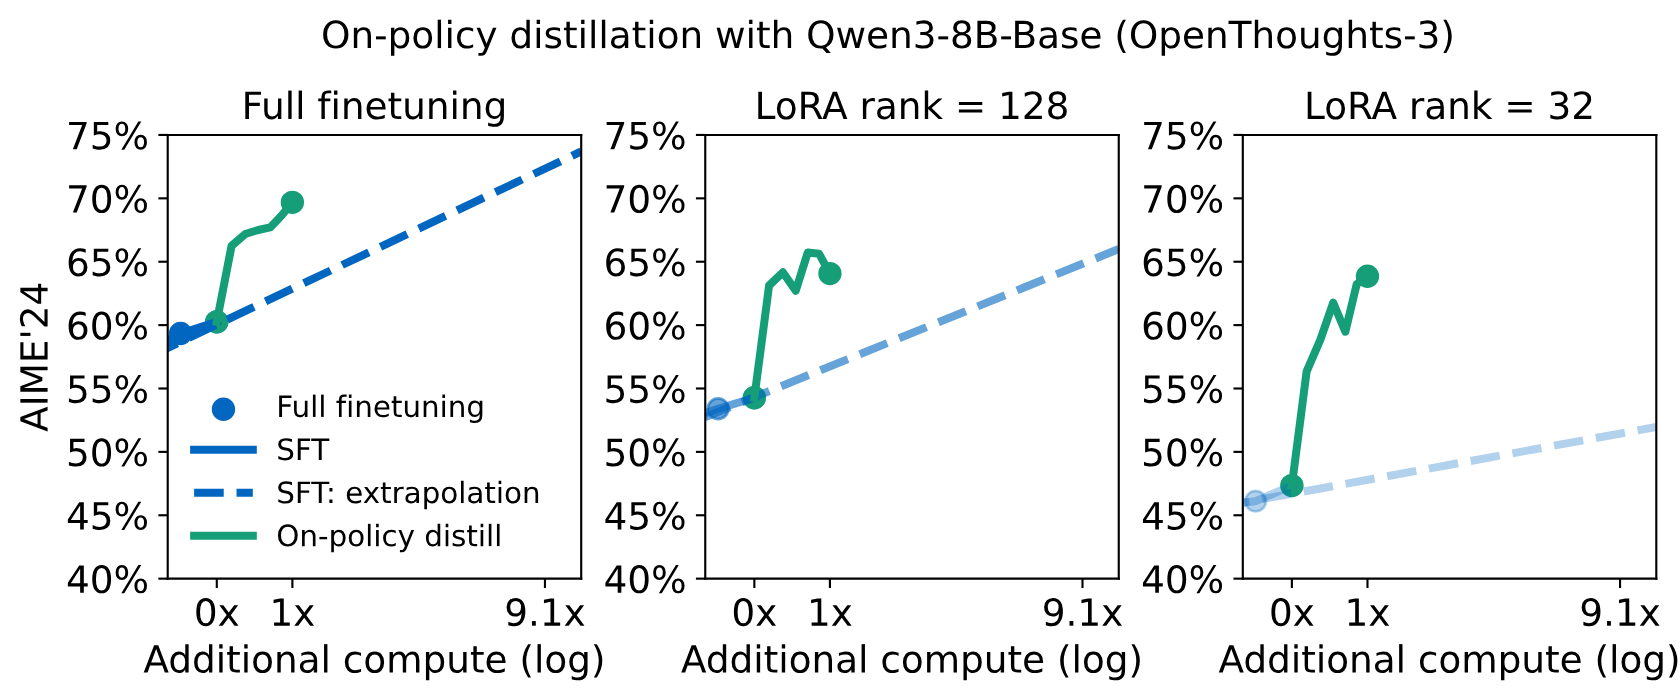 On-policy distillation with Qwen3-8B-Base (OpenThoughts-3)
Full finetuning
75%
70%
65%
60%
55%
50%
45%
40%
AIME'24
Full finetuning
SFT
SFT: extrapolation
On-policy distill
0x 1x 9.1x
Additional compute (log)
LoRA rank = 128
75%
70%
65%
60%
55%
50%
45%
40%
0x 1x 9.1x
Additional compute (log)
LoRA rank = 32
75%
70%
65%
60%
55%
50%
45%
40%
0x 1x 9.1x
Additional compute (log)